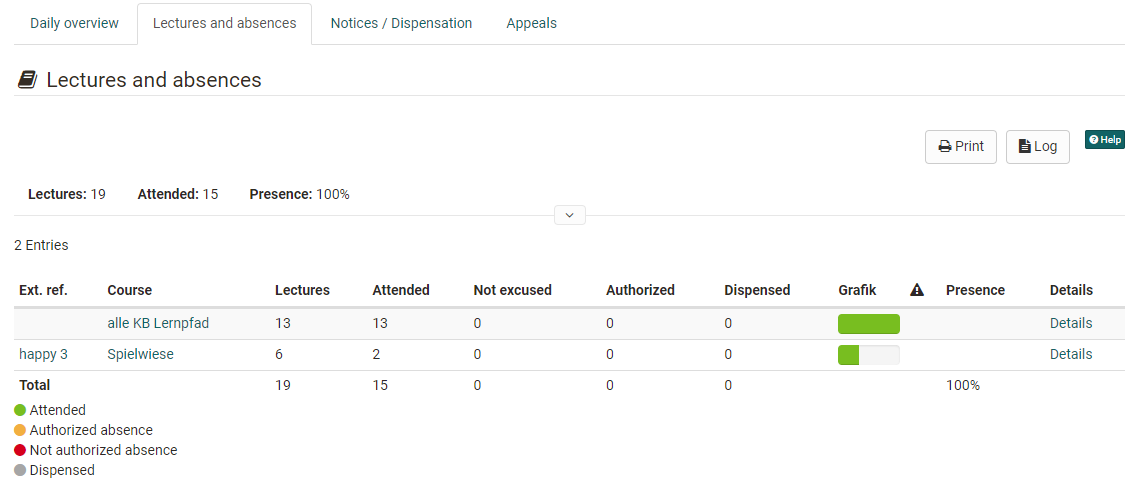 Daily overview Lectures and absences Notices / Dispensation Appeals
Lectures and absences
Print Log Help
Lectures: 19 Attended: 15 Presence: 100%
2 Entries
Ext. ref. Course Lectures Attended Not excused Authorized Dispensed Grafik Presence Details
alle KB Lernpfad 13 13 0 0 0 Details
happy 3 Spielwiese 6 2 0 0 0 Details
Total 19 15 0 0 0 100%
Attended
Authorized absence
Not authorized absence
Dispensed